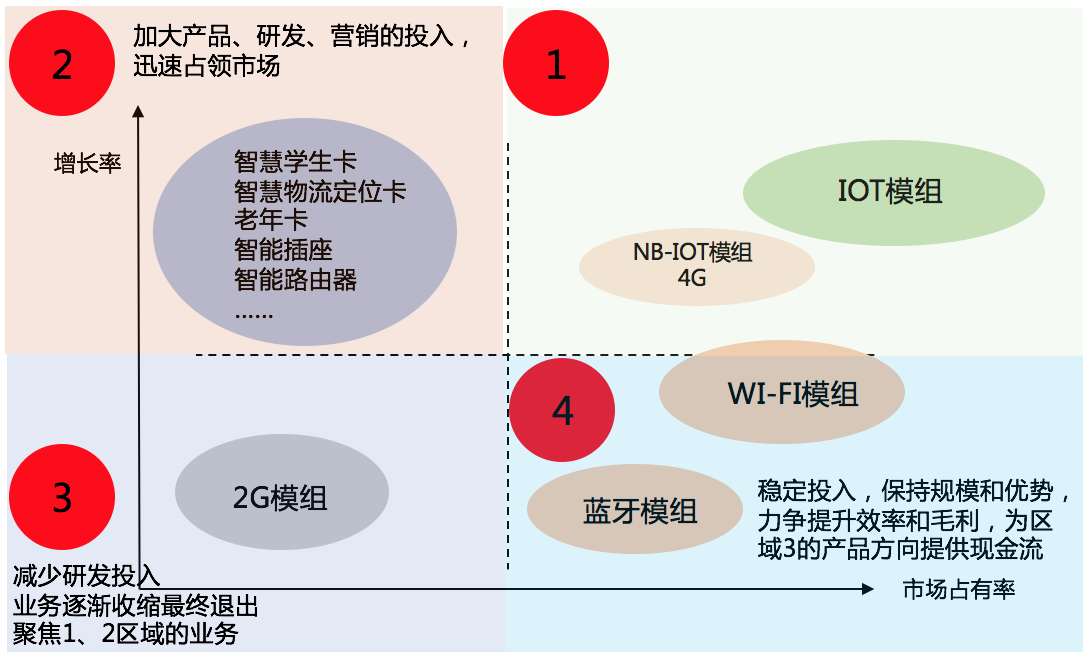 2
加大产品、研发、营销的投入，
迅速占领市场
1
增长率
智慧学生卡
智慧物流定位卡
老年卡
智能插座
智能路由器
......
IOT模组
NB-IOT模组
4G
4
WI-FI模组
3
2G模组
蓝牙模组
稳定投入，保持规模和优势，
力争提升效率和毛利，为区
域3的产品方向提供现金流
减少研发投入
业务逐渐收缩最终退出
聚焦1、2区域的业务
市场占有率